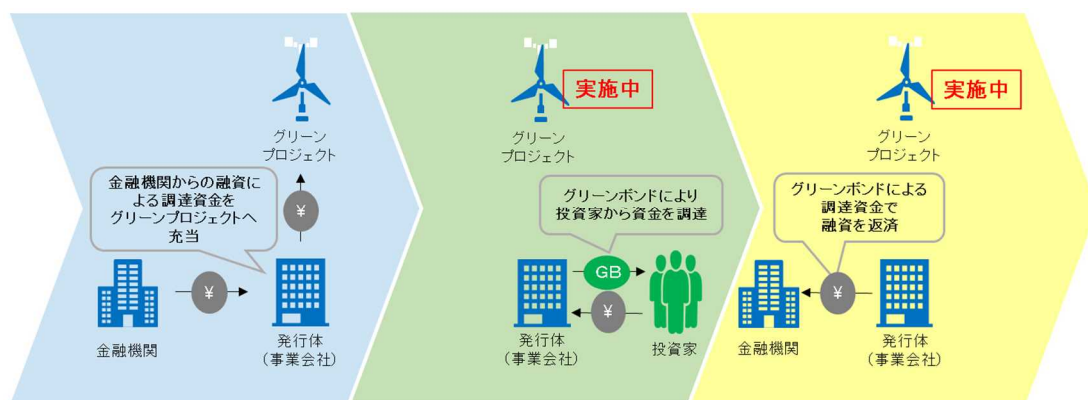 グリーン
プロジェクト
金融機関からの融資に
よる調達資金を
グリーンプロジェクトへ
充当
¥
¥
金融機関
発行体
(事業会社)
グリーン
プロジェクト
実施中
グリーンボンドにより
投資家から資金を調達
GB
¥
発行体
(事業会社)
投資家
グリーン
プロジェクト
実施中
グリーンボンドによる
調達資金で
融資を返済
¥
金融機関
発行体
(事業会社)